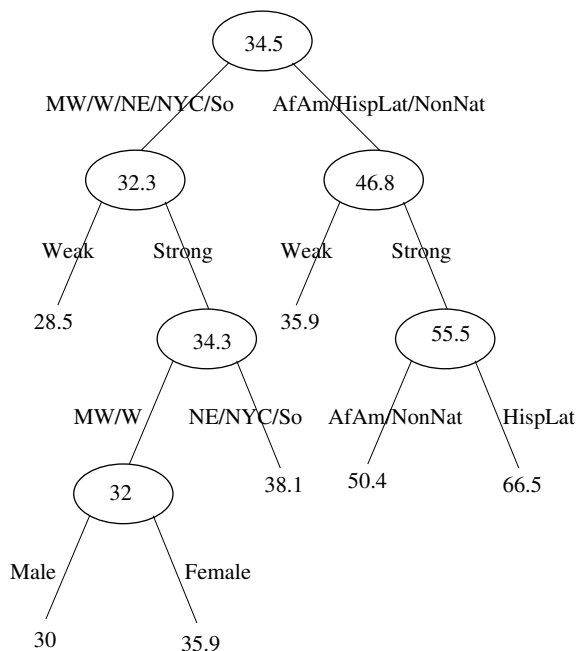 34.5
MW/W/NE/NYC/So AfAm/HispLat/NonNat
32.3 46.8
Weak Strong Weak Strong
28.5 34.3 35.9 55.5
MW/W NE/NYC/So AfAm/NonNat HispLat
32 38.1 50.4 66.5
Male Female
30 35.9